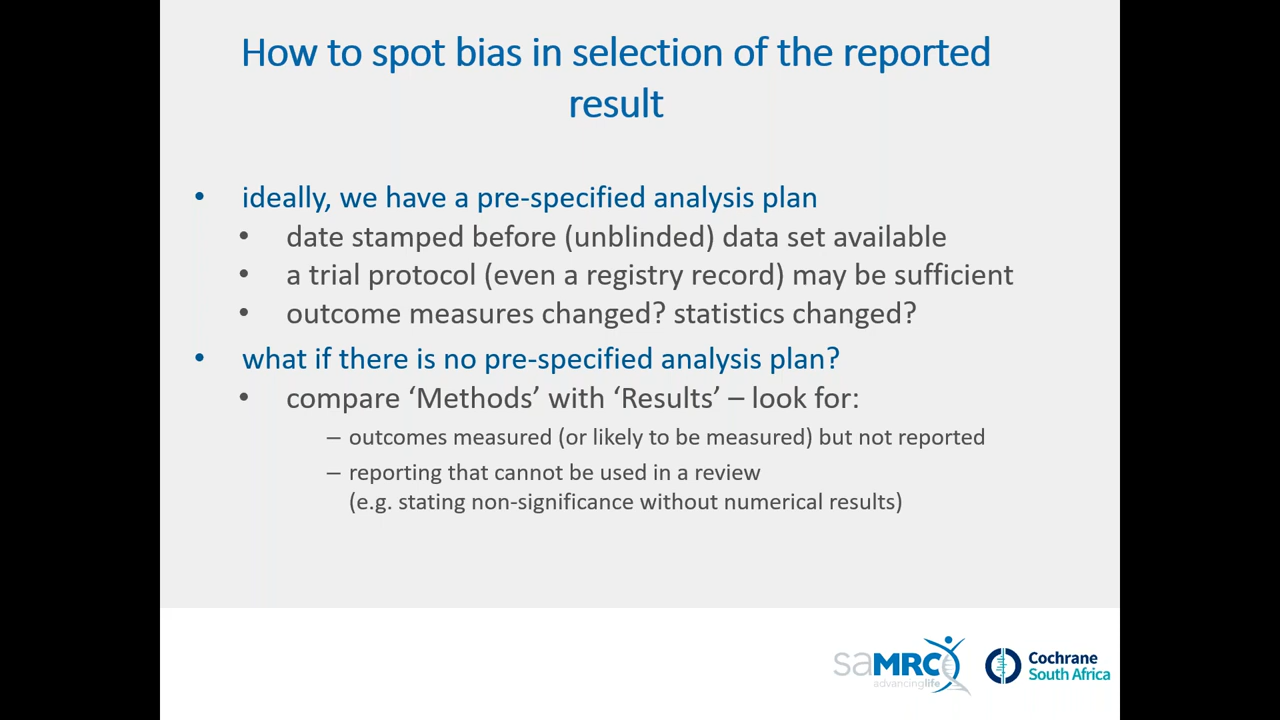 How to spot bias in selection of the reported
result
• ideally, we have a pre-specified analysis plan
• date stamped before (unblinded) data set available
• a trial protocol (even a registry record) may be sufficient
• outcome measures changed? statistics changed?
• what if there is no pre-specified analysis plan?
• compare ‘Methods’ with ‘Results’ – look for:
– outcomes measured (or likely to be measured) but not reported
– reporting that cannot be used in a review
(e.g. stating non-significance without numerical results)
saMRC
advancinglife
Cochrane
South Africa